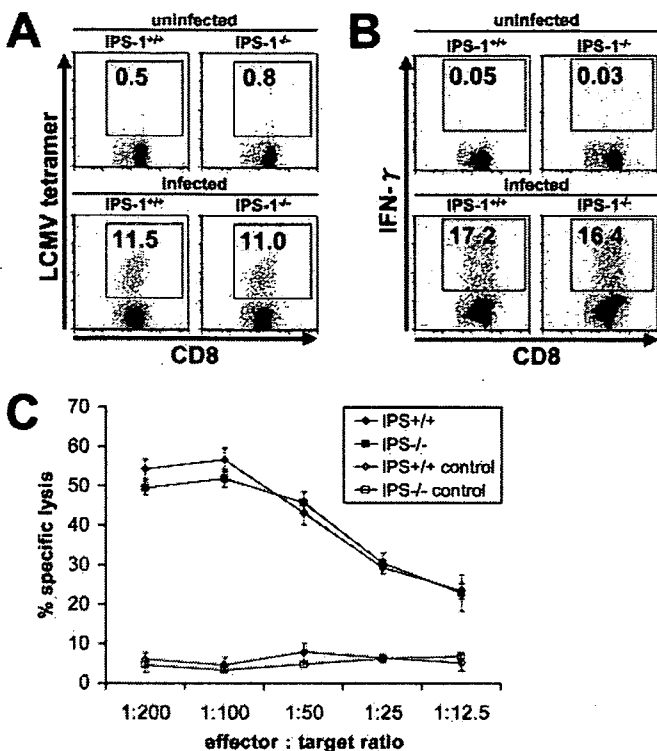 A
uninfected
IPS-1+/+
IPS-1-/-
0.5
0.8
LCMV tetramer
infected
IPS-1+/+
IPS-1-/-
11.5
11.0
CD8
B
uninfected
IPS-1+/+
IPS-1-/-
0.05
0.03
IFN-γ
infected
IPS-1+/+
IPS-1-/-
17.2
16.4
CD8
C
70
60
50
40
30
20
10
0
% specific lysis
IPS+/+
IPS-/-
IPS+/+ control
IPS-/- control
1:200
1:100
1:50
1:25
1:12.5
effector : target ratio